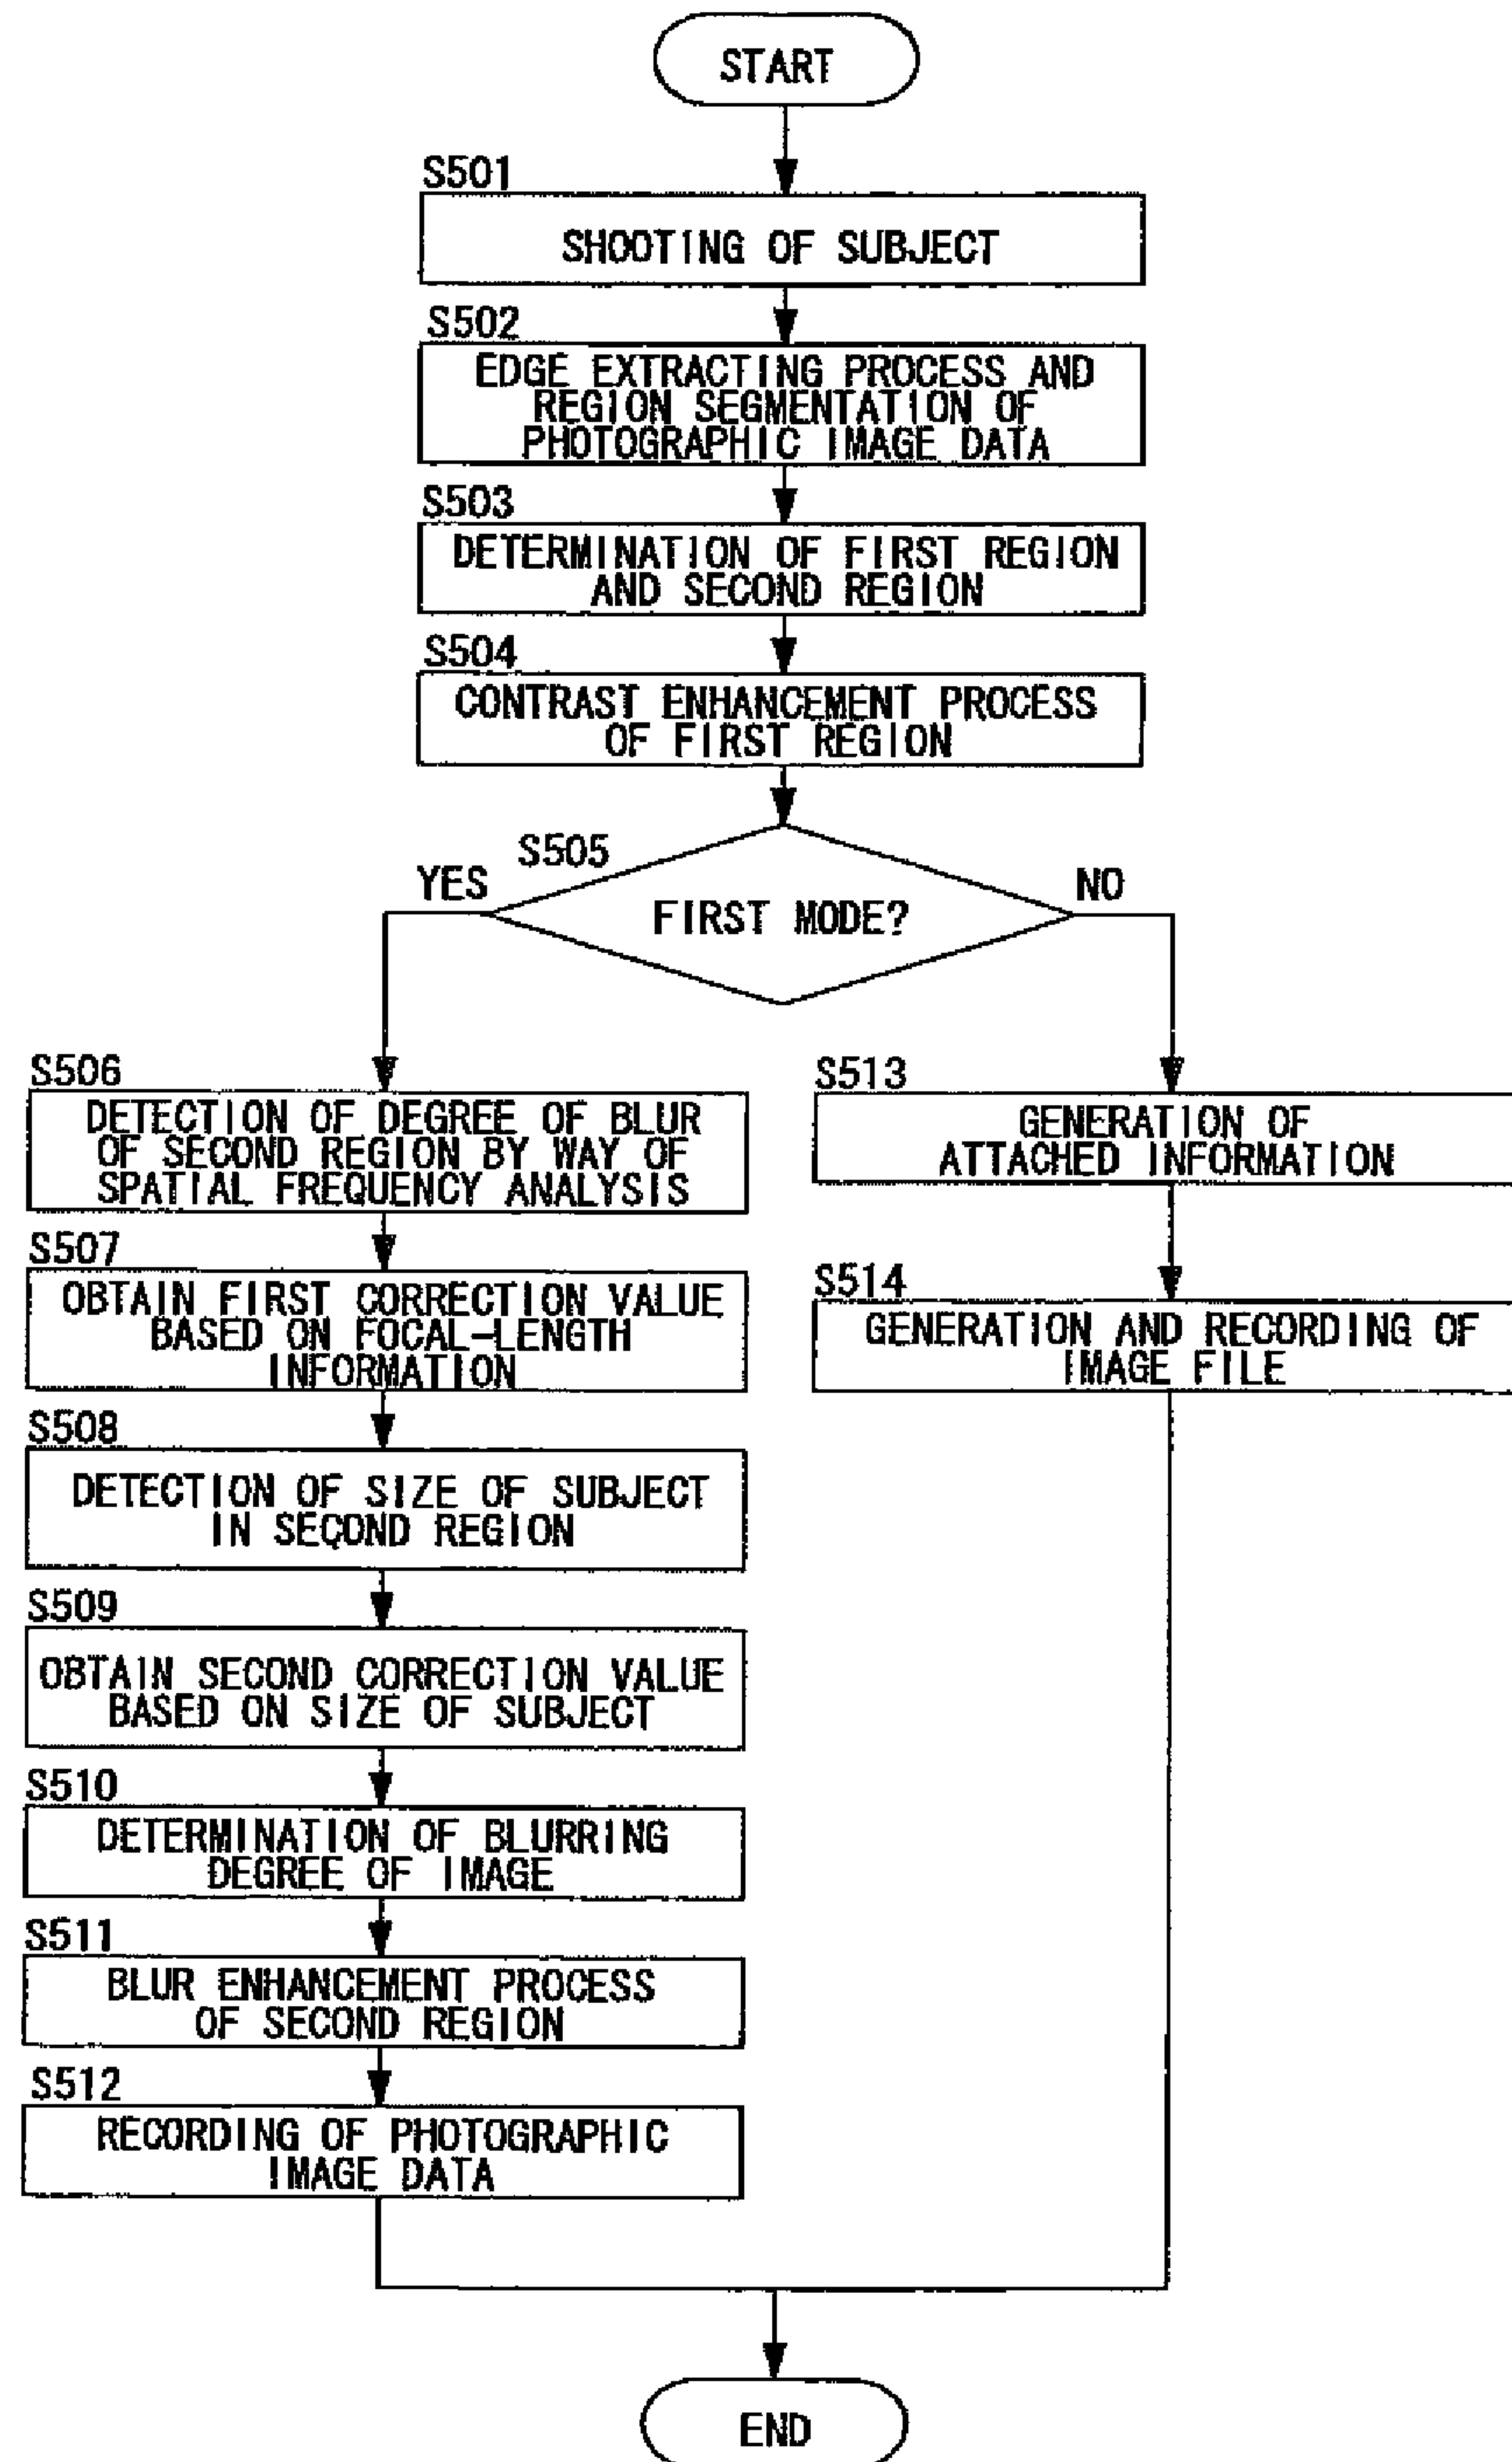 START
S501
SHOOTING OF SUBJECT
S502
EDGE EXTRACTING PROCESS AND
REGION SEGMENTATION OF
PHOTOGRAPHIC IMAGE DATA
S503
DETERMINATION OF FIRST REGION
AND SECOND REGION
S504
CONTRAST ENHANCEMENT PROCESS
OF FIRST REGION
S505
YES
NO
FIRST MODE?
S506
DETECTION OF DEGREE OF BLUR
OF SECOND REGION BY WAY OF
SPATIAL FREQUENCY ANALYSIS
S507
OBTAIN FIRST CORRECTION VALUE
BASED ON FOCAL-LENGTH
INFORMATION
S508
DETECTION OF SIZE OF SUBJECT
IN SECOND REGION
S509
OBTAIN SECOND CORRECTION VALUE
BASED ON SIZE OF SUBJECT
S510
DETERMINATION OF BLURRING
DEGREE OF IMAGE
S511
BLUR ENHANCEMENT PROCESS
OF SECOND REGION
S512
RECORDING OF PHOTOGRAPHIC
IMAGE DATA
S513
GENERATION OF
ATTACHED INFORMATION
S514
GENERATION AND RECORDING OF
IMAGE FILE
END